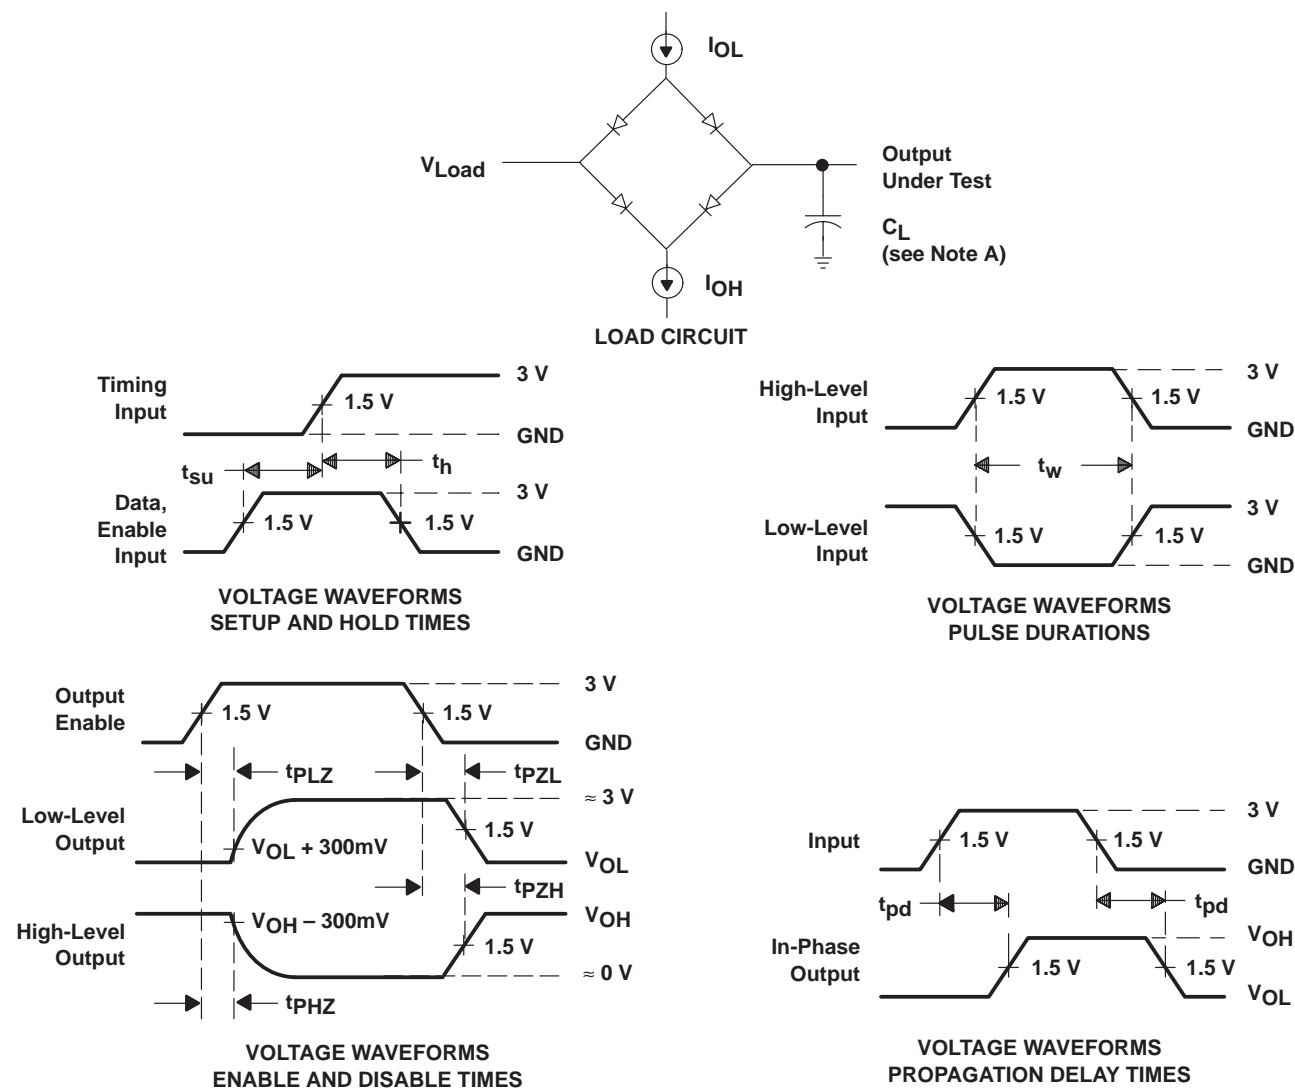 IOL
VLoad
Output
Under Test
CL
(see Note A)
IOH
LOAD CIRCUIT
Timing
Input
1.5 V
3 V
GND
tsu
th
Data,
Enable
Input
1.5 V
1.5 V
3 V
GND
VOLTAGE WAVEFORMS
SETUP AND HOLD TIMES
High-Level
Input
1.5 V
1.5 V
3 V
GND
tw
Low-Level
Input
1.5 V
1.5 V
3 V
GND
VOLTAGE WAVEFORMS
PULSE DURATIONS
Output
Enable
1.5 V
1.5 V
3 V
GND
tPLZ
tPZL
Low-Level
Output
VOL + 300mV
1.5 V
≈ 3 V
VOL
tPZH
High-Level
Output
VOH – 300mV
1.5 V
VOH
≈ 0 V
tPHZ
VOLTAGE WAVEFORMS
ENABLE AND DISABLE TIMES
Input
1.5 V
1.5 V
3 V
GND
tpd
tpd
In-Phase
Output
1.5 V
1.5 V
VOH
VOL
VOLTAGE WAVEFORMS
PROPAGATION DELAY TIMES